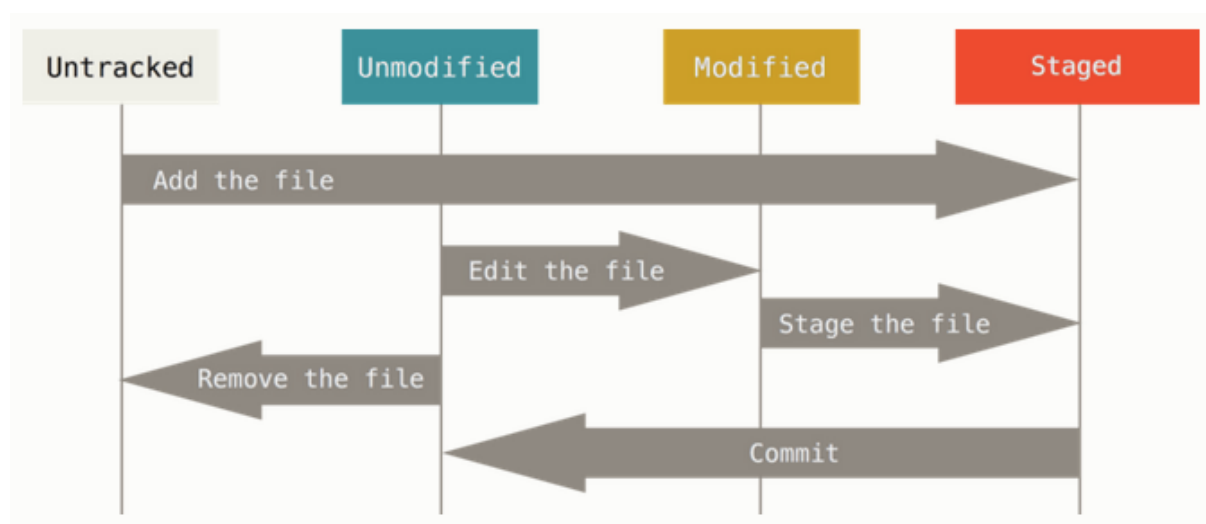 Untracked
Unmodified
Modified
Staged
Add the file
Edit the file
Stage the file
Remove the file
Commit